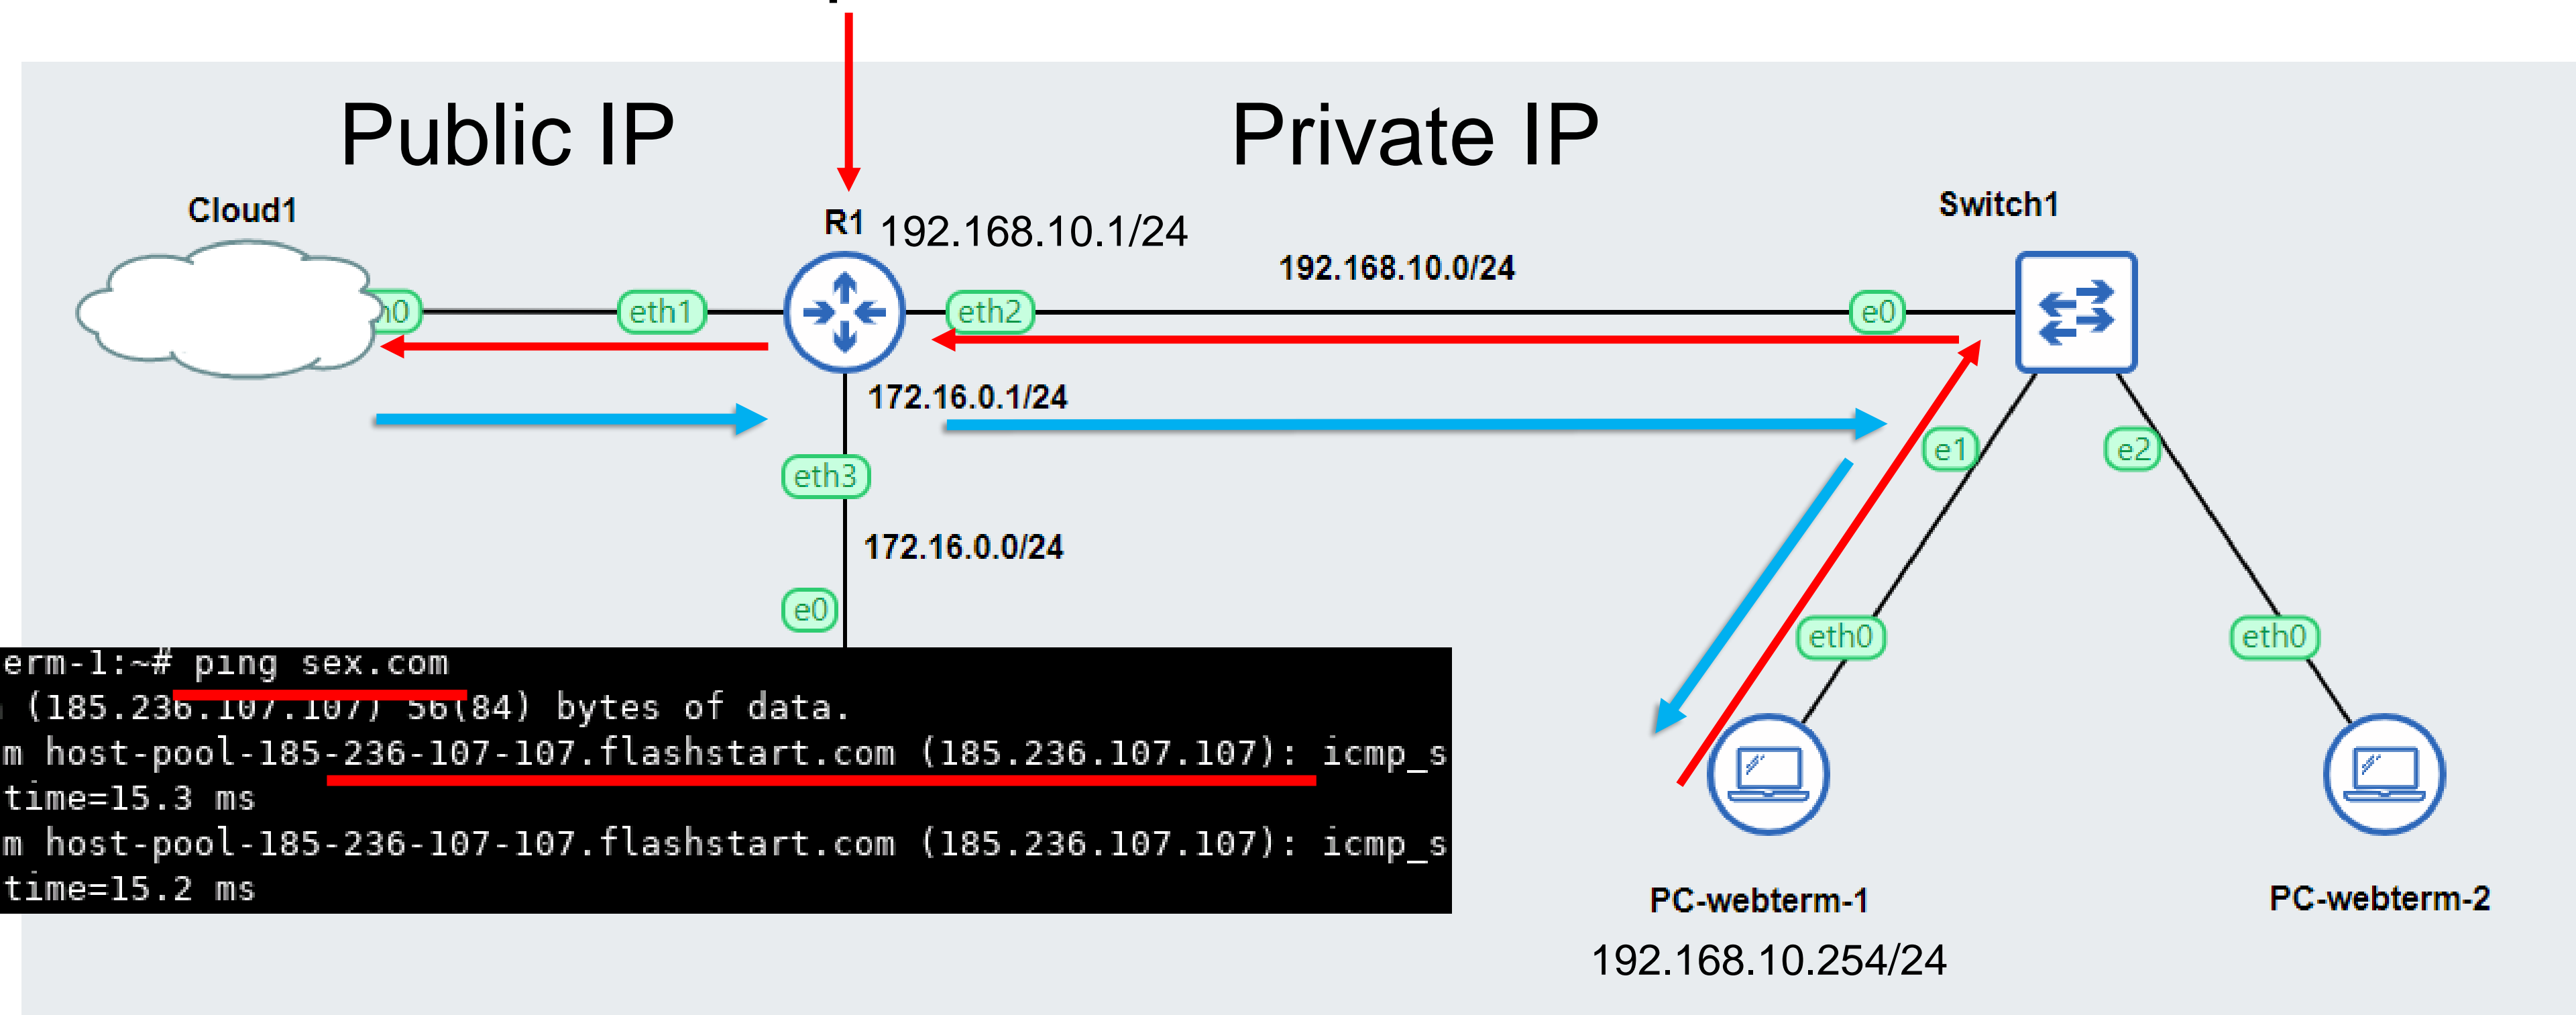 Public IP
Private IP
Cloud1
R1
192.168.10.1/24
Switch1
192.168.10.0/24
eth1
eth2
e0
172.16.0.1/24
e1
e2
eth3
172.16.0.0/24
e0
eth0
eth0
erm-1:~# ping sex.com
(185.236.107.107) 56(84) bytes of data.
m host-pool-185-236-107-107.flashstart.com (185.236.107.107): icmp_s
time=15.3 ms
m host-pool-185-236-107-107.flashstart.com (185.236.107.107): icmp_s
time=15.2 ms
PC-webterm-1
PC-webterm-2
192.168.10.254/24